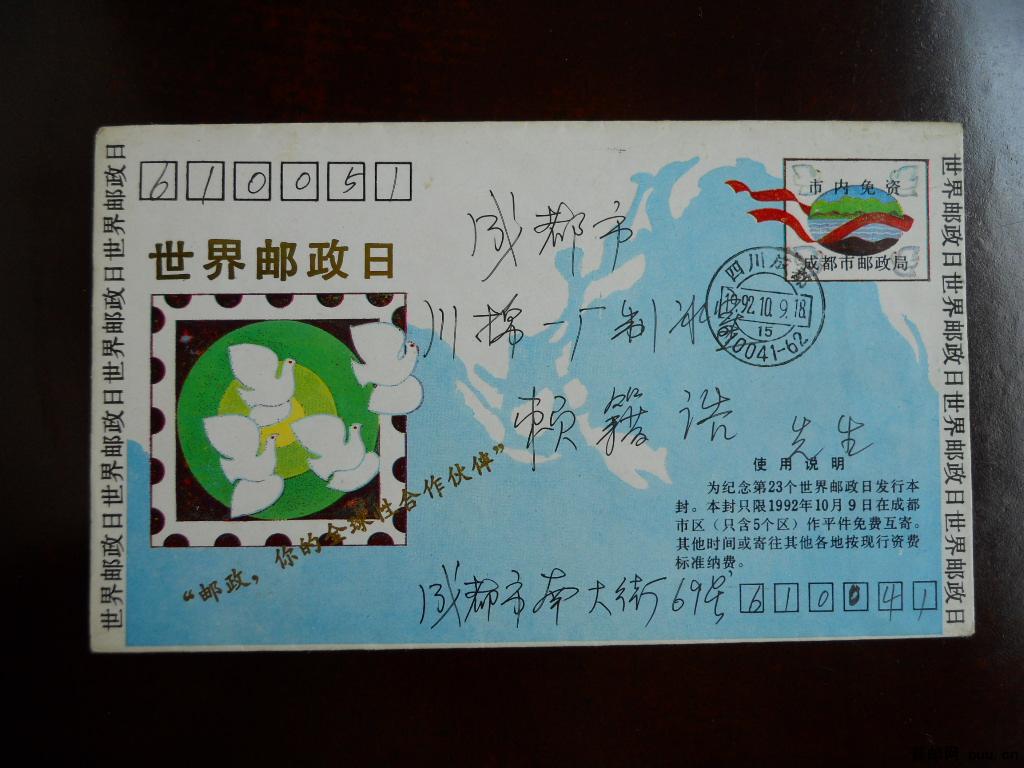 610051
市内免资
成都市邮政局
世界邮政日
成都市
川棉一厂制冰
赖籍浩 先生
四川
1992.10.9.18
15
610041-62
“邮政，你的全球性合作伙伴”
使用说明
为纪念第23个世界邮政日发行本
封。本封只限1992年10月9日在成都
市区（只含5个区）作平件免费互寄。
其他时间或寄往其他各地按现行资费
标准纳费。
成都市南大街69号
610041
世界邮政日世界邮政日世界邮政日世界邮政日
世界邮政日世界邮政日世界邮政日世界邮政日